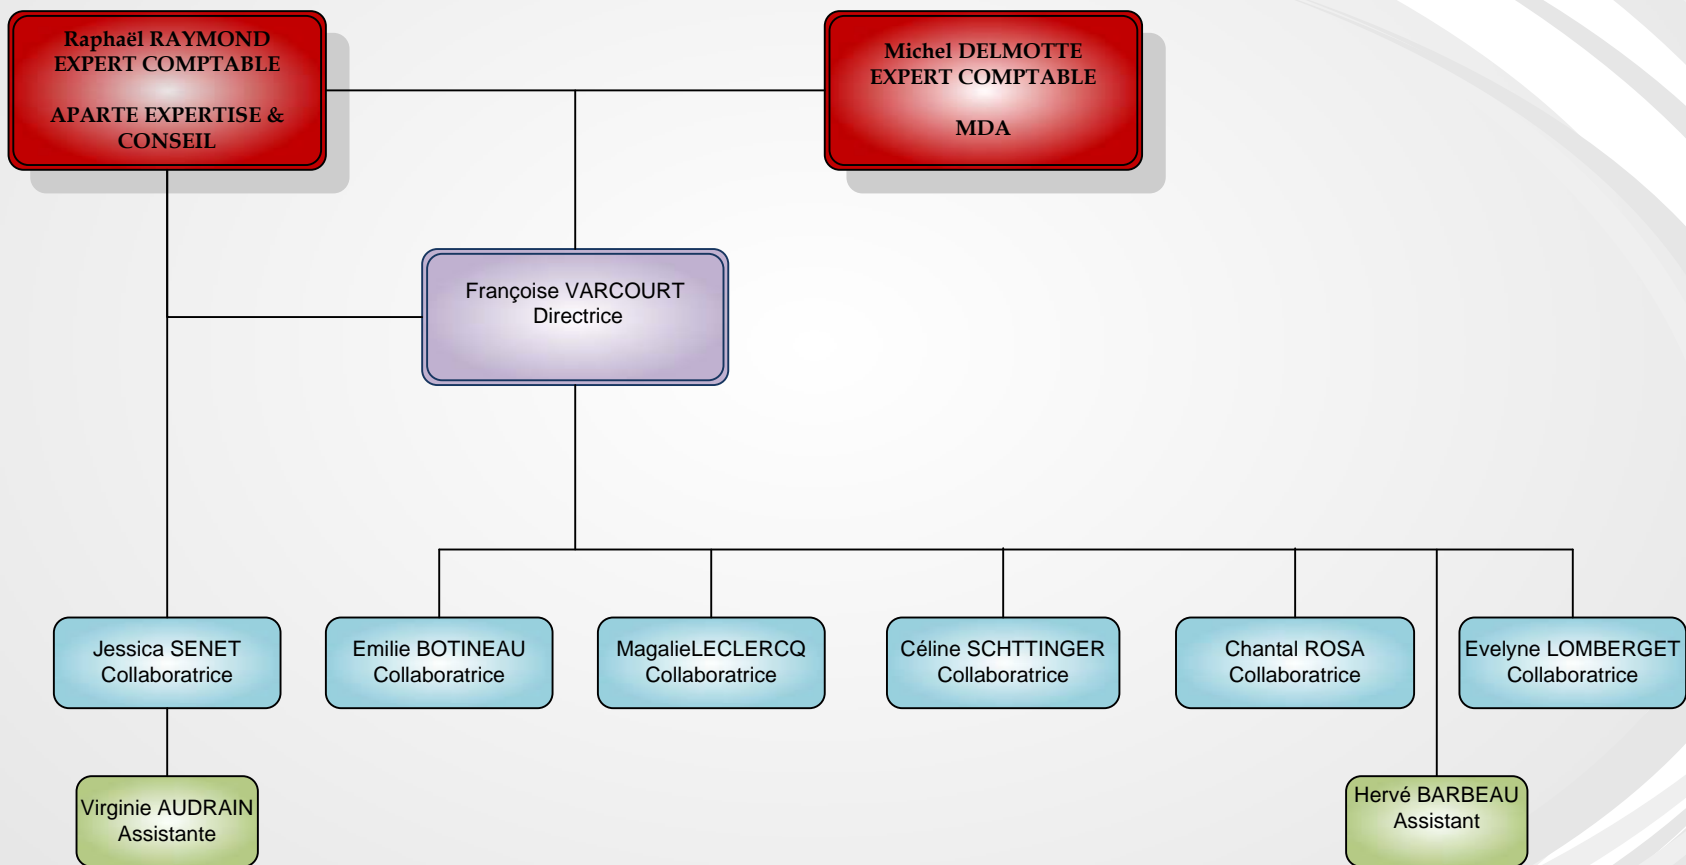 Raphaël RAYMOND
EXPERT COMPTABLE
APARTE EXPERTISE &
CONSEIL
Michel DELMOTTE
EXPERT COMPTABLE
MDA
Françoise VARCOURT
Directrice
Jessica SENET
Collaboratrice
Emilie BOTINEAU
Collaboratrice
MagalieLECLERCQ
Collaboratrice
Céline SCHTTINGER
Collaboratrice
Chantal ROSA
Collaboratrice
Evelyne LOMBERGET
Collaboratrice
Virginie AUDRAIN
Assistante
Hervé BARBEAU
Assistant